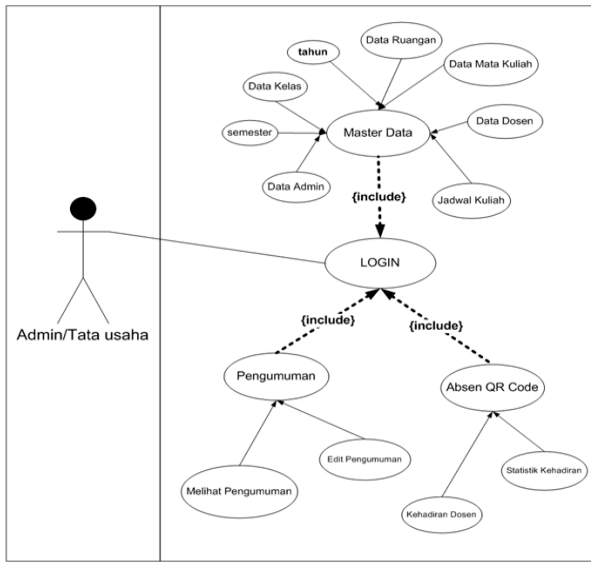 Data Ruangan
tahun
Data Mata Kuliah
Data Kelas
Data Dosen
semester
Master Data
Data Admin
Jadwal Kuliah
{include}
LOGIN
Admin/Tata usaha
{include}
{include}
Pengumuman
Absen QR Code
Edit Pengumuman
Statistik Kehadiran
Melihat Pengumuman
Kehadiran Dosen